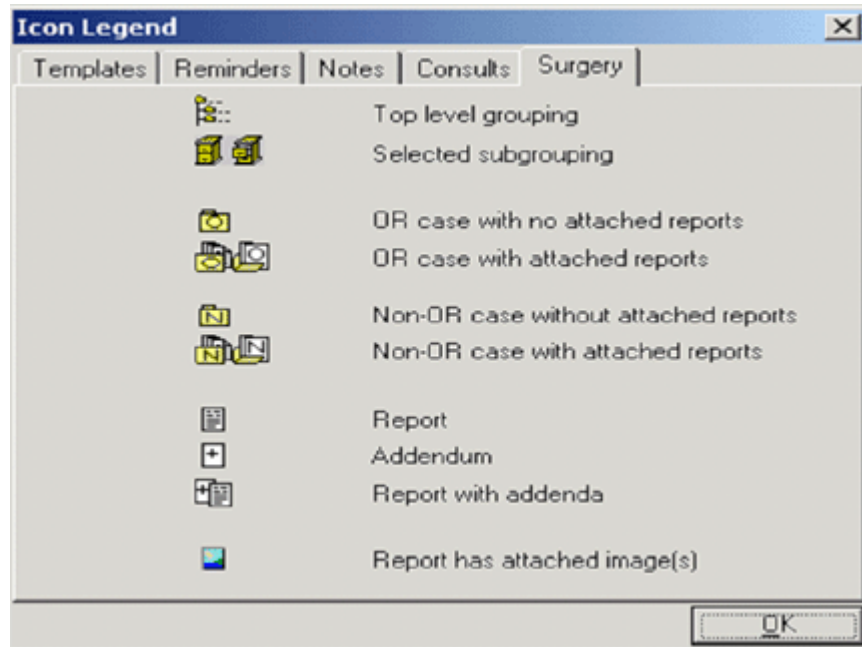 Icon Legend
Templates Reminders Notes Consults Surgery
Top level grouping
Selected subgrouping
OR case with no attached reports
OR case with attached reports
Non-OR case without attached reports
Non-OR case with attached reports
Report
Addendum
Report with addenda
Report has attached image(s)
OK